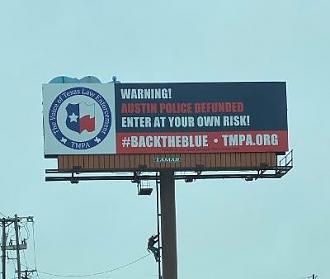 The Voice of Texas Law Enforcement
TMPA
WARNING!
AUSTIN POLICE DEFUNDED
ENTER AT YOUR OWN RISK!
#BACKTHEBLUE • TMPA.ORG
LAMAR